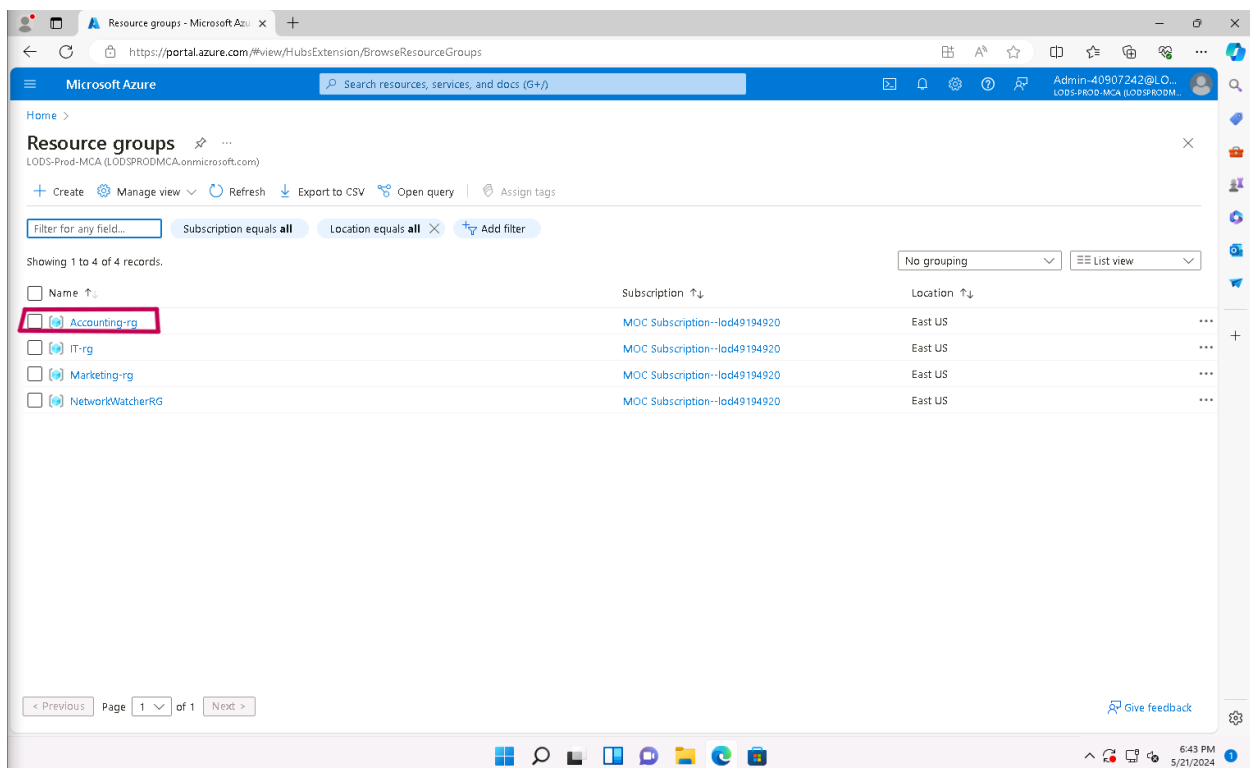 Resource groups - Microsoft Azu
https://portal.azure.com/#view/HubsExtension/BrowseResourceGroups
Microsoft Azure
Search resources, services, and docs (G+/)
Admin-40907242@LO...
LODS-PROD-MCA (LODSPRODM...
Home >
Resource groups
LODS-Prod-MCA (LODSPRODMCA.onmicrosoft.com)
Create Manage view Refresh Export to CSV Open query Assign tags
Filter for any field... Subscription equals all Location equals all Add filter
Showing 1 to 4 of 4 records.
No grouping List view
Name Subscription Location
Accounting-rg MOC Subscription--lod49194920 East US
IT-rg MOC Subscription--lod49194920 East US
Marketing-rg MOC Subscription--lod49194920 East US
NetworkWatcherRG MOC Subscription--lod49194920 East US
< Previous Page 1 of 1 Next >
Give feedback
6:43 PM
5/21/2024
1